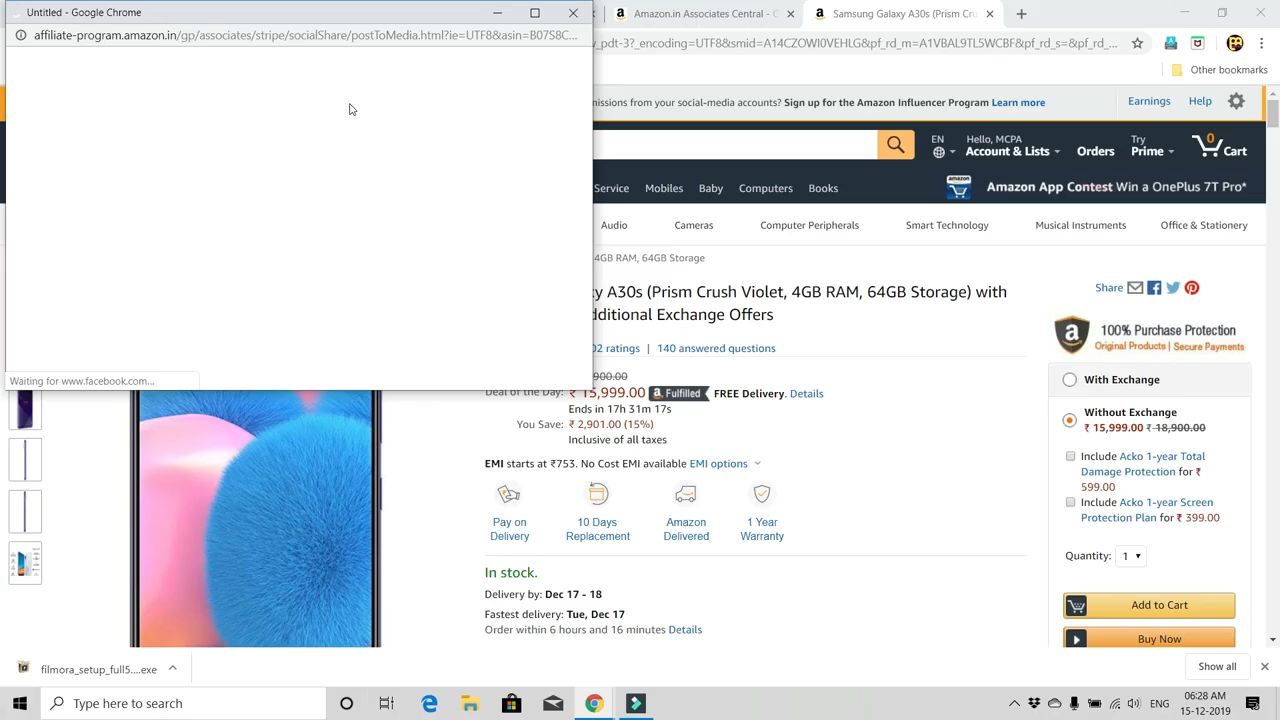 Untitled - Google Chrome
Amazon.in Associates Central - C
Samsung Galaxy A30s (Prism Cru
affiliate-program.amazon.in/gp/associates/stripe/socialShare/postToMedia.html?ie=UTF8&asin=B07S8C...
w_pdt-3?_encoding=UTF8&smid=A14CZOWI0VEHLG&pf_rd_m=A1VBAL9TL5WCBF&pf_rd_s=&pf_rd_...
Other bookmarks
missions from your social-media accounts? Sign up for the Amazon Influencer Program Learn more
Earnings
Help
EN
Hello, MCPA
Account & Lists
Orders
Try
Prime
0
Cart
Service
Mobiles
Baby
Computers
Books
amazon
Amazon App Contest Win a OnePlus 7T Pro*
Audio
Cameras
Computer Peripherals
Smart Technology
Musical Instruments
Office & Stationery
4GB RAM, 64GB Storage
xy A30s (Prism Crush Violet, 4GB RAM, 64GB Storage) with
dditional Exchange Offers
02 ratings | 140 answered questions
Share
100% Purchase Protection
Original Products | Secure Payments
Waiting for www.facebook.com...
900.00
Deal of the Day: ₹ 15,999.00 Fulfilled FREE Delivery. Details
Ends in 17h 31m 17s
You Save: ₹ 2,901.00 (15%)
Inclusive of all taxes
EMI starts at ₹753. No Cost EMI available EMI options
Pay on
Delivery
10 Days
Replacement
Amazon
Delivered
1 Year
Warranty
In stock.
Delivery by: Dec 17 - 18
Fastest delivery: Tue, Dec 17
Order within 6 hours and 16 minutes Details
With Exchange
Without Exchange
₹ 15,999.00 ₹ 18,900.00
Include Acko 1-year Total
Damage Protection for ₹
599.00
Include Acko 1-year Screen
Protection Plan for ₹ 399.00
Quantity: 1
Add to Cart
Buy Now
filmora_setup_full5....exe
Show all
Type here to search
ENG
06:28 AM
15-12-2019